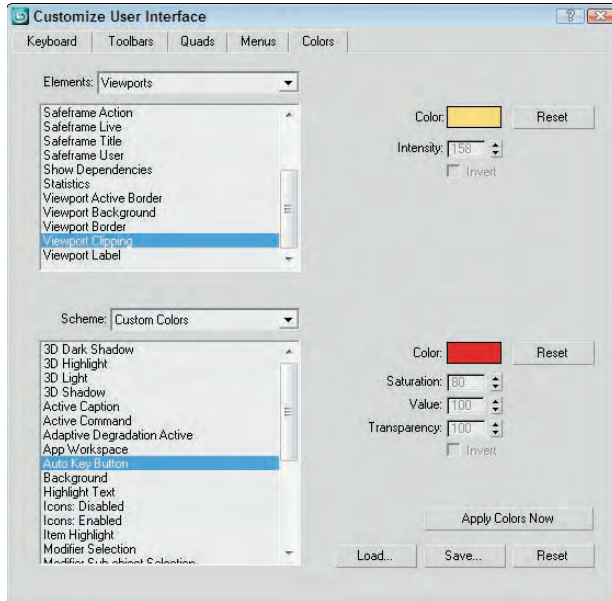 Customize User Interface
Keyboard Toolbars Quads Menus Colors
Elements: Viewports
Safeframe Action
Safeframe Live
Safeframe Title
Safeframe User
Show Dependencies
Statistics
Viewport Active Border
Viewport Background
Viewport Border
Viewport Clipping
Viewport Label
Color: Reset
Intensity: 158
Invert
Scheme: Custom Colors
3D Dark Shadow
3D Highlight
3D Light
3D Shadow
Active Caption
Active Command
Adaptive Degradation Active
App Workspace
Auto Key Button
Background
Highlight Text
Icons: Disabled
Icons: Enabled
Item Highlight
Modifier Selection
Modifier Sub-object Selection
Color: Reset
Saturation: 80
Value: 100
Transparency: 100
Invert
Apply Colors Now
Load... Save... Reset